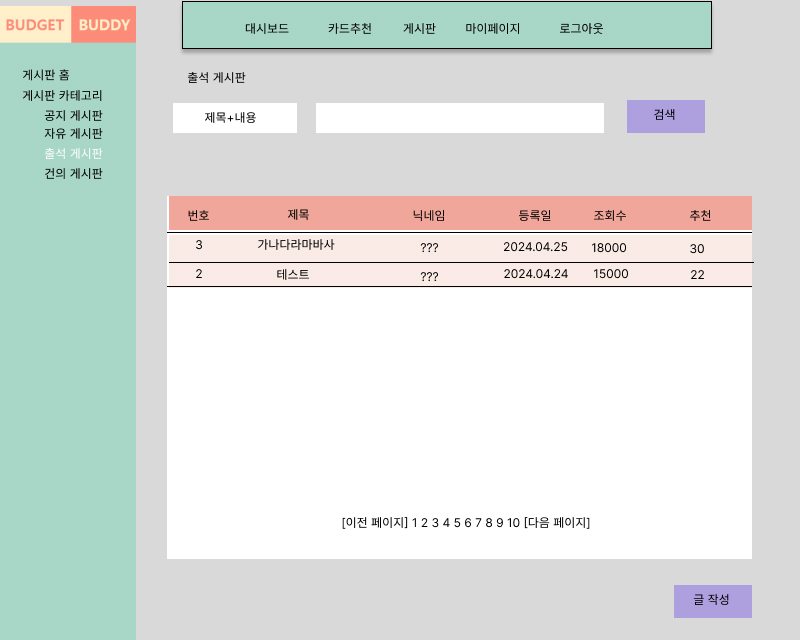 BUDGET BUDDY
대시보드 카드추천 게시판 마이페이지 로그아웃
게시판 홈
게시판 카테고리
공지 게시판
자유 게시판
출석 게시판
건의 게시판
출석 게시판
제목+내용 검색
번호 제목 닉네임 등록일 조회수 추천
3 가나다라마바사 ??? 2024.04.25 18000 30
2 테스트 ??? 2024.04.24 15000 22
[이전 페이지] 1 2 3 4 5 6 7 8 9 10 [다음 페이지]
글 작성